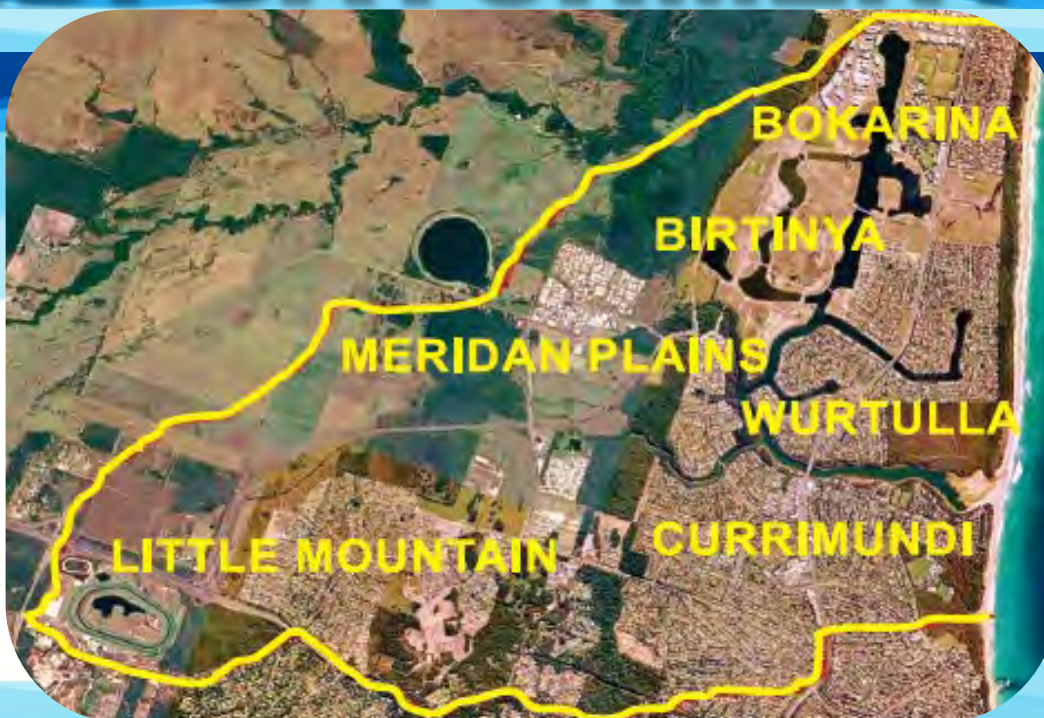 BOKARINA
BIRTINYA
MERIDAN PLAINS
WURTULLA
LITTLE MOUNTAIN
CURRIMUNDI